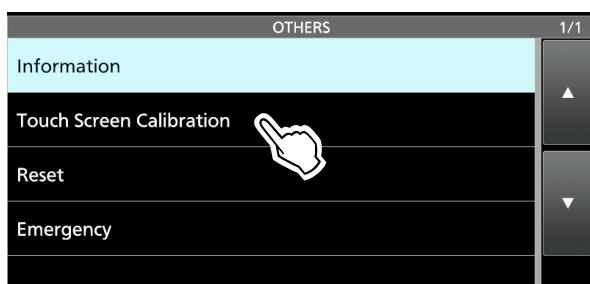 OTHERS 1/1
Information
Touch Screen Calibration
Reset
Emergency